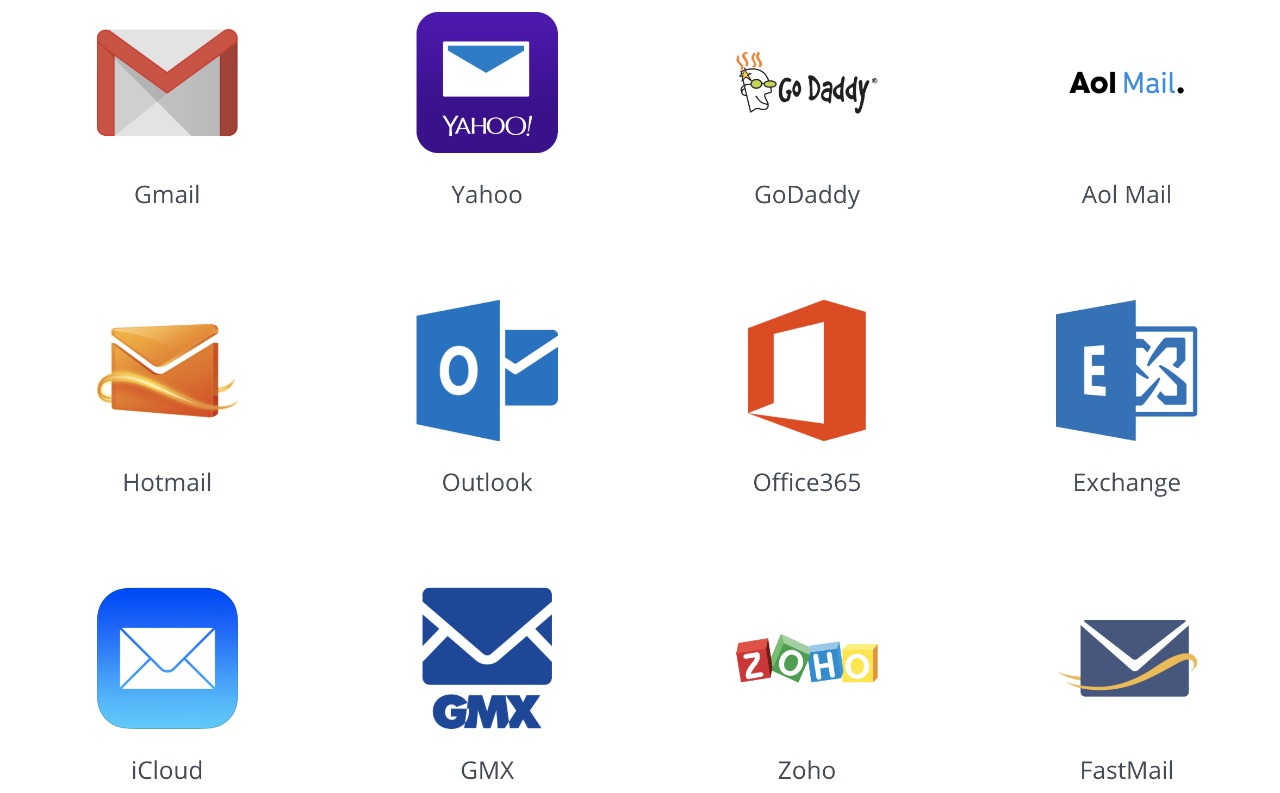 YAHOO!
Go Daddy®
Aol Mail.
Gmail
Yahoo
GoDaddy
Aol Mail
O
E
Hotmail
Outlook
Office365
Exchange
GMX
ZOHO
iCloud
GMX
Zoho
FastMail